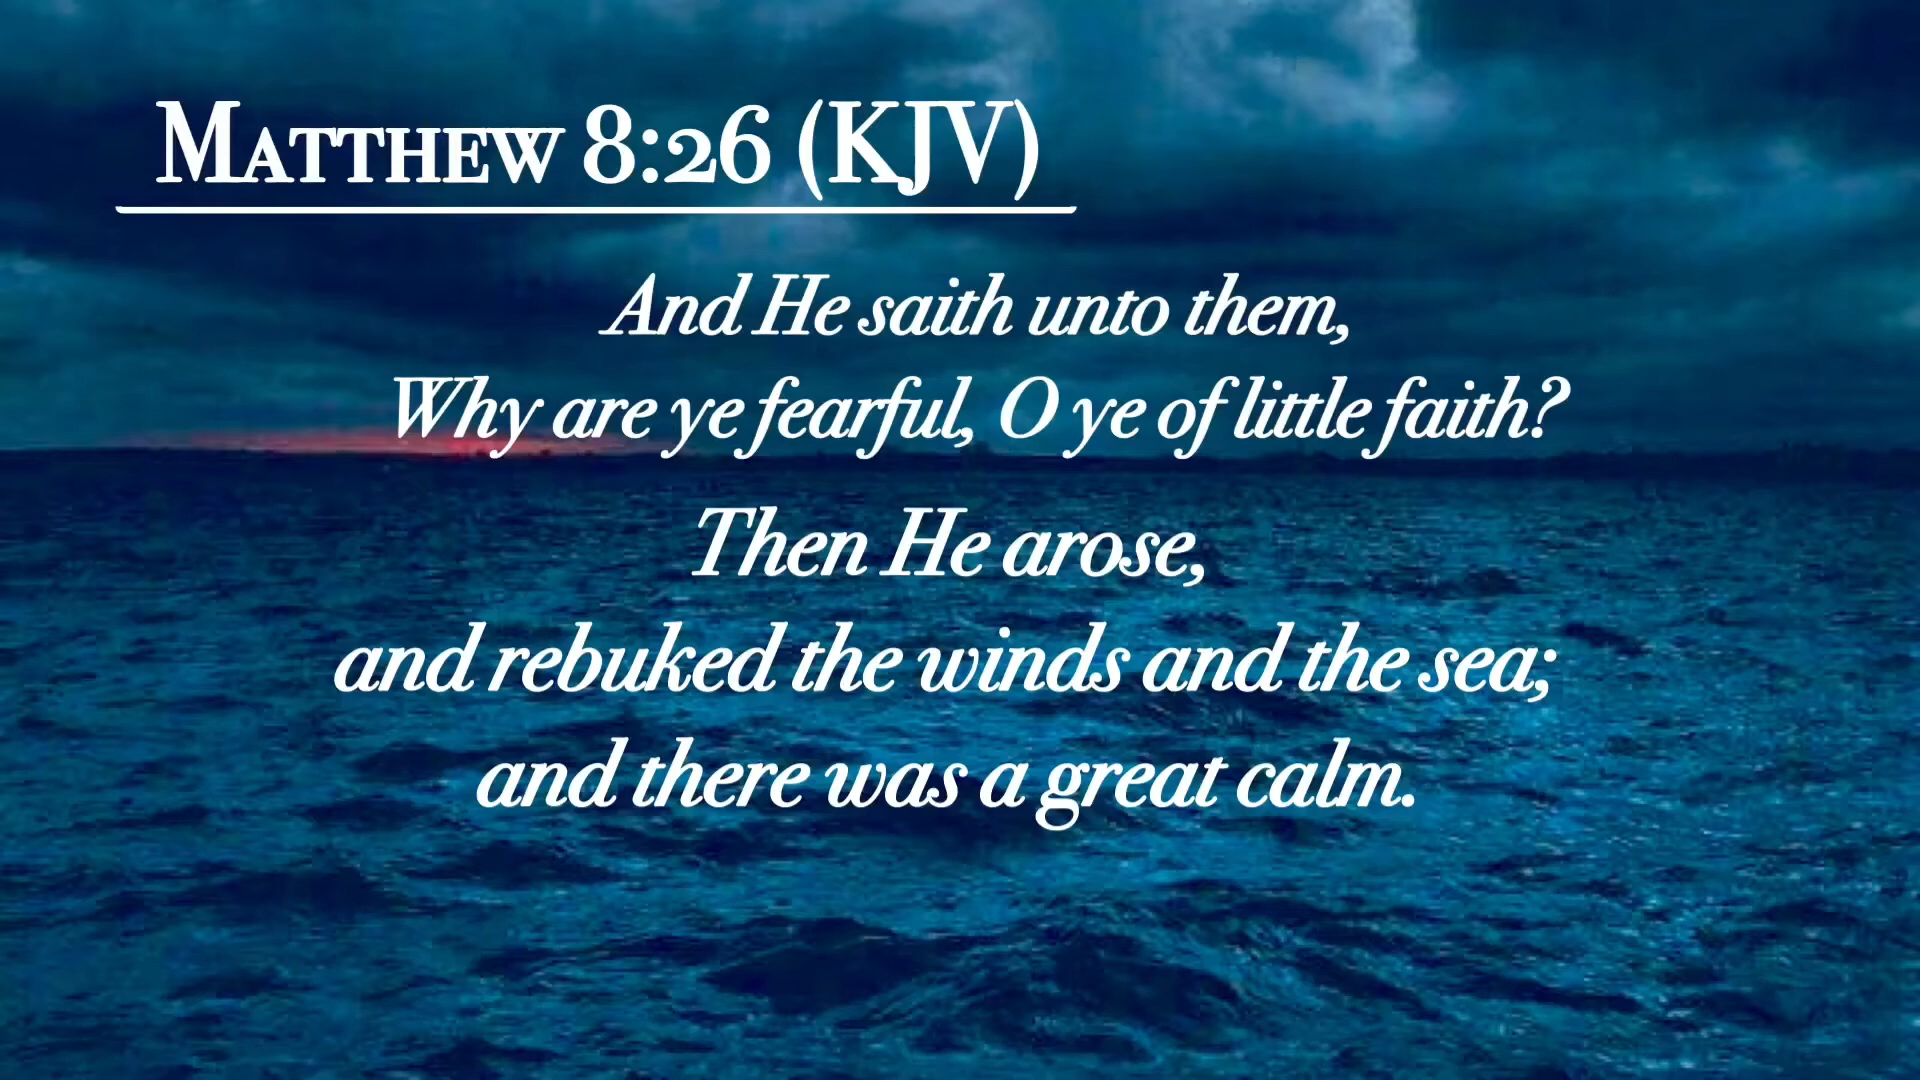 Matthew 8:26 (KJV)
And He saith unto them,
Why are ye fearful, O ye of little faith?
Then He arose,
and rebuked the winds and the sea;
and there was a great calm.